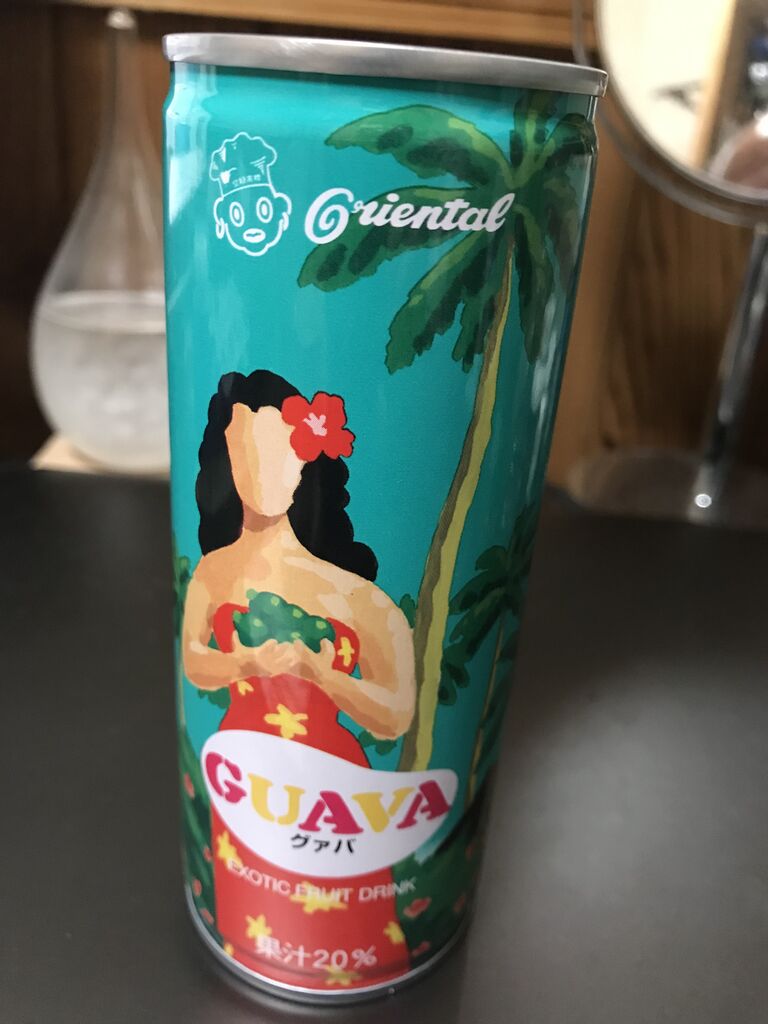 Oriental
GUAVA
グァバ
EXOTIC FRUIT DRINK
果汁20%